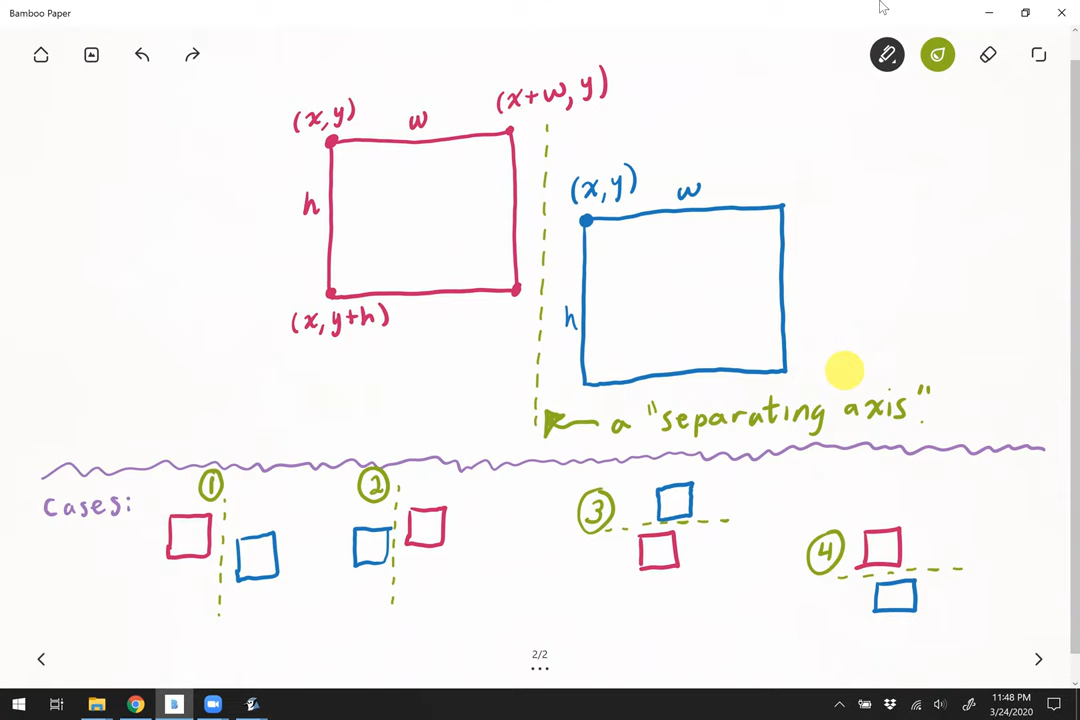 Bamboo Paper
(x+w, y)
(x,y)
w
(x,y)
w
h
h
(x, y+h)
a "separating axis".
Cases:
1
2
3
4
2/2
11:48 PM
3/24/2020